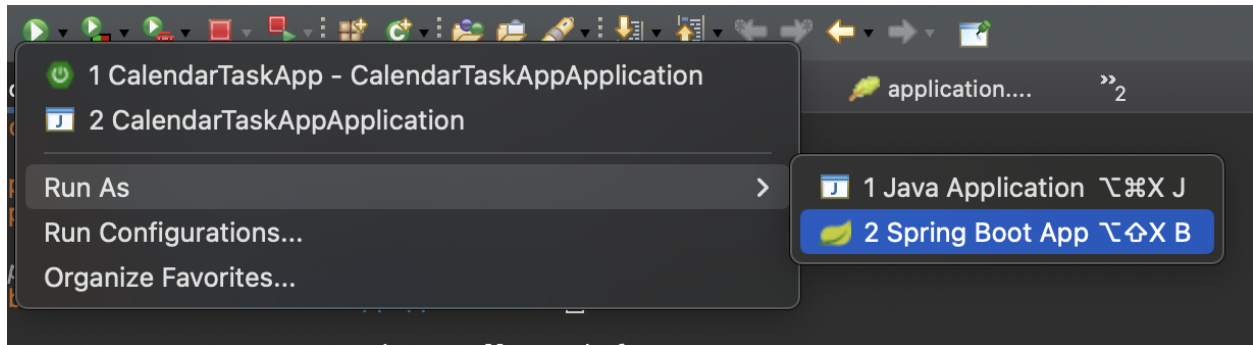 1 CalendarTaskApp - CalendarTaskAppApplication
2 CalendarTaskAppApplication
application....
»2
Run As
1 Java Application ⌥⌘X J
Run Configurations...
2 Spring Boot App ⌥⇧X B
Organize Favorites...